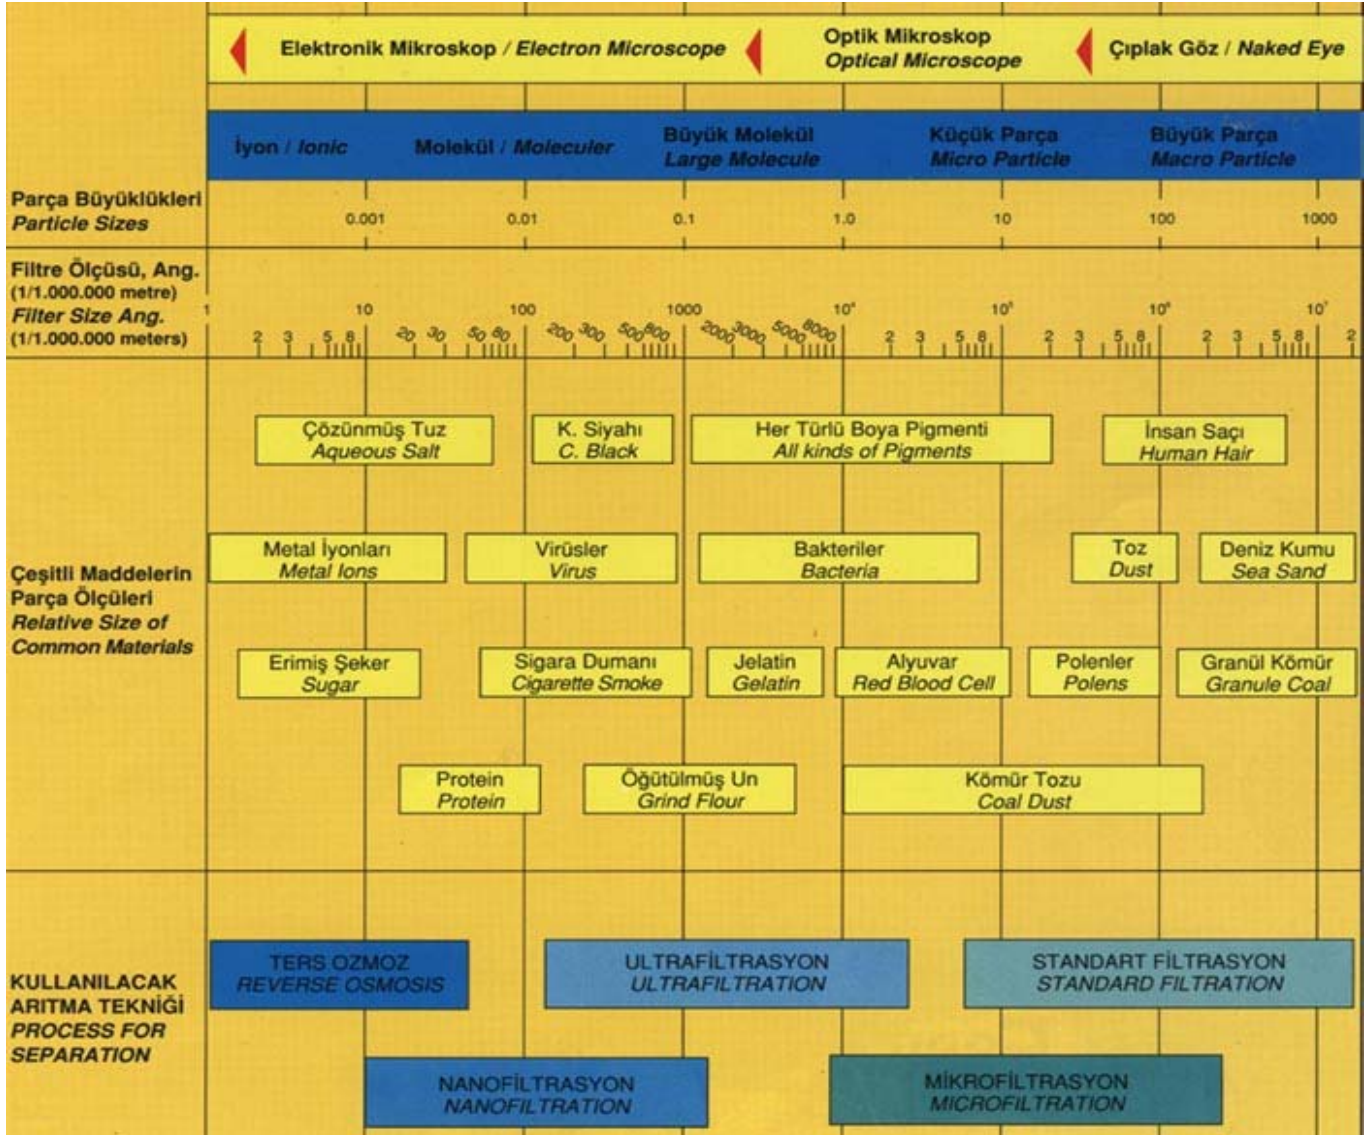 Elektronik Mikroskop / Electron Microscope
Optik Mikroskop
Optical Microscope
Çıplak Göz / Naked Eye
İyon / Ionic
Molekül / Moleculer
Büyük Molekül
Large Molecule
Küçük Parça
Micro Particle
Büyük Parça
Macro Particle
Parça Büyüklükleri
Particle Sizes
0.001 0.01 0.1 1.0 10 100 1000
Filtre Ölçüsü, Ang.
(1/1.000.000 metre)
Filter Size Ang.
(1/1.000.000 meters)
1 10 100 1000 10⁴ 10⁵ 10⁶ 10⁷
2 3 5 8 20 30 50 80 200 300 500 800 2000 3000 5000 8000 2 3 5 8 2 3 5 8 2 3 5 8 2
Çeşitli Maddelerin
Parça Ölçüleri
Relative Size of
Common Materials
Çözünmüş Tuz
Aqueous Salt
K. Siyahı
C. Black
Her Türlü Boya Pigmenti
All kinds of Pigments
İnsan Saçı
Human Hair
Metal İyonları
Metal Ions
Virüsler
Virus
Bakteriler
Bacteria
Toz
Dust
Deniz Kumu
Sea Sand
Erimiş Şeker
Sugar
Sigara Dumanı
Cigarette Smoke
Jelatin
Gelatin
Alyuvar
Red Blood Cell
Polenler
Polens
Granül Kömür
Granule Coal
Protein
Protein
Öğütülmüş Un
Grind Flour
Kömür Tozu
Coal Dust
KULLANILACAK
ARITMA TEKNİĞİ
PROCESS FOR
SEPARATION
TERS OZMOZ
REVERSE OSMOSIS
ULTRAFİLTRASYON
ULTRAFILTRATION
STANDART FİLTRASYON
STANDARD FILTRATION
NANOFİLTRASYON
NANOFILTRATION
MİKROFİLTRASYON
MICROFILTRATION